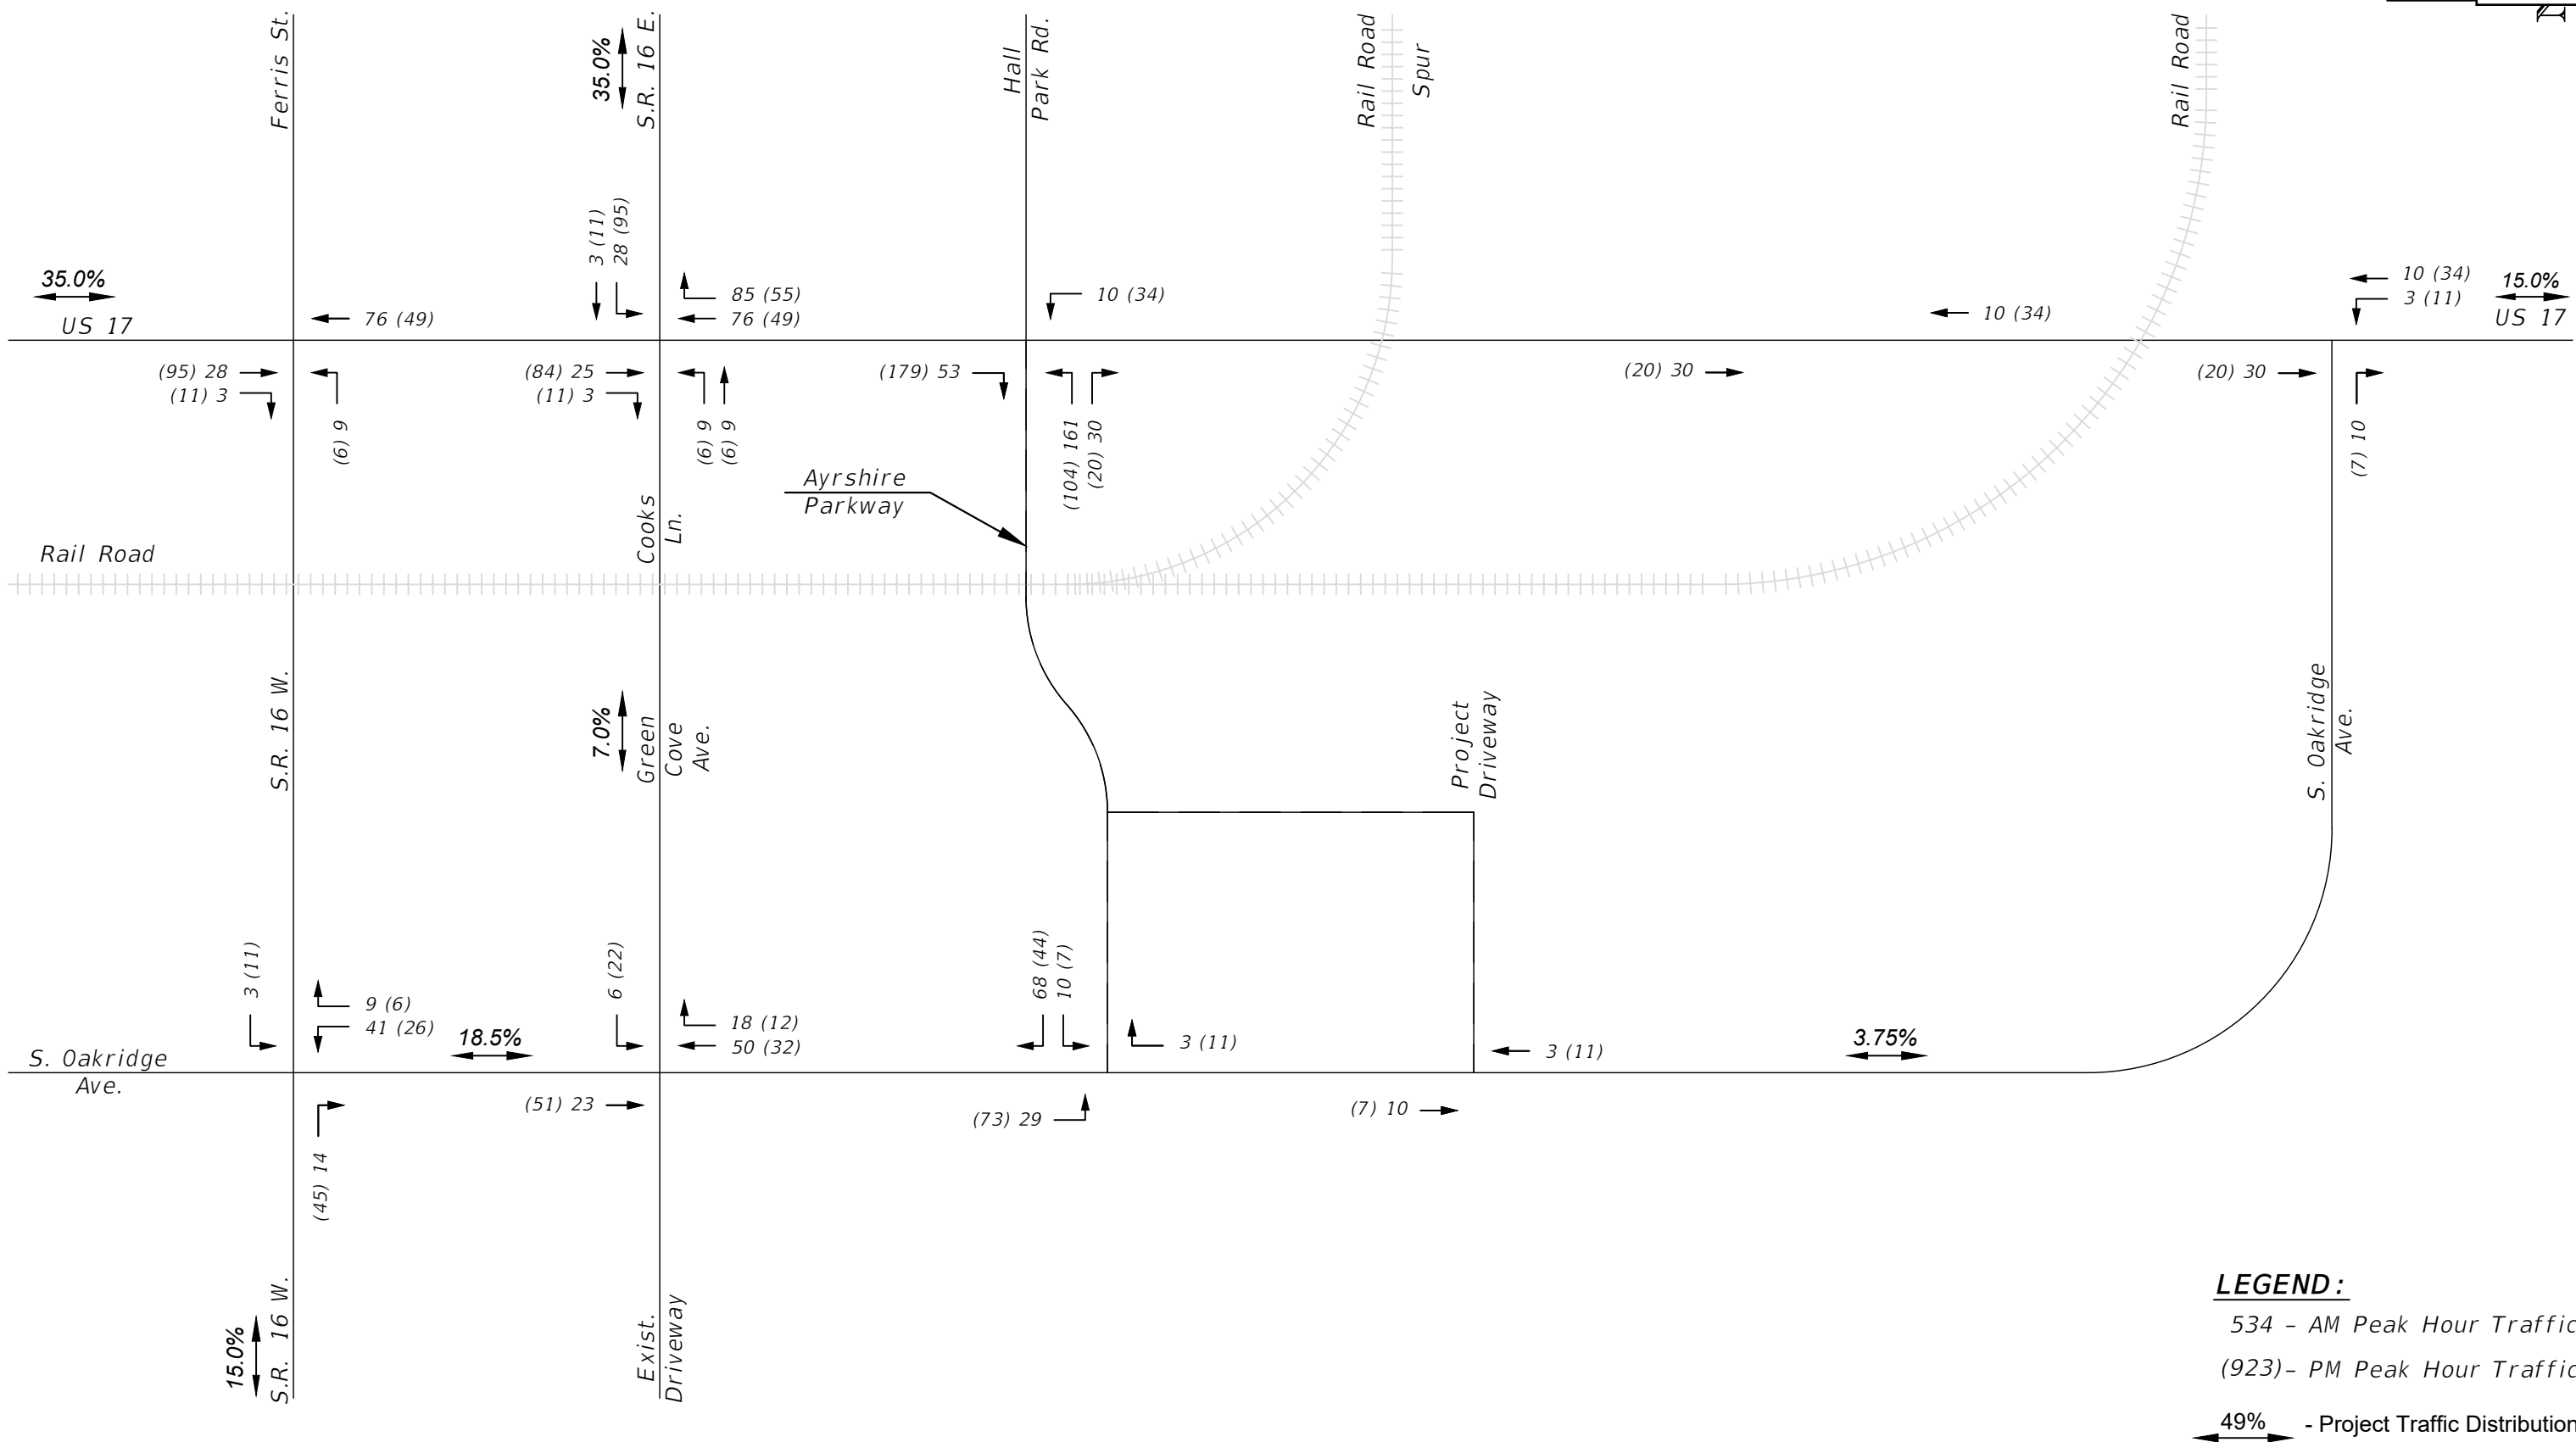 Ferris St.
35.0%
S.R. 16 E.
Hall
Park Rd.
Rail Road
Spur
Rail Road
3 (11)
28 (95)
35.0%
US 17
76 (49)
85 (55)
76 (49)
10 (34)
10 (34)
10 (34)
3 (11)
15.0%
US 17
(95) 28
(11) 3
(6) 9
(84) 25
(11) 3
(6) 9
(6) 9
(179) 53
(104) 161
(20) 30
(20) 30
(20) 30
(7) 10
Ayrshire
Parkway
Cooks
Ln.
Rail Road
S.R. 16 W.
7.0%
Green
Cove
Ave.
Project
Driveway
S. Oakridge
Ave.
3 (11)
9 (6)
41 (26)
18.5%
6 (22)
18 (12)
50 (32)
68 (44)
10 (7)
3 (11)
3 (11)
3.75%
S. Oakridge
Ave.
(45) 14
(51) 23
(73) 29
(7) 10
15.0%
S.R. 16 W.
Exist.
Driveway
LEGEND:
534 – AM Peak Hour Traffic
(923)– PM Peak Hour Traffic
49% - Project Traffic Distribution